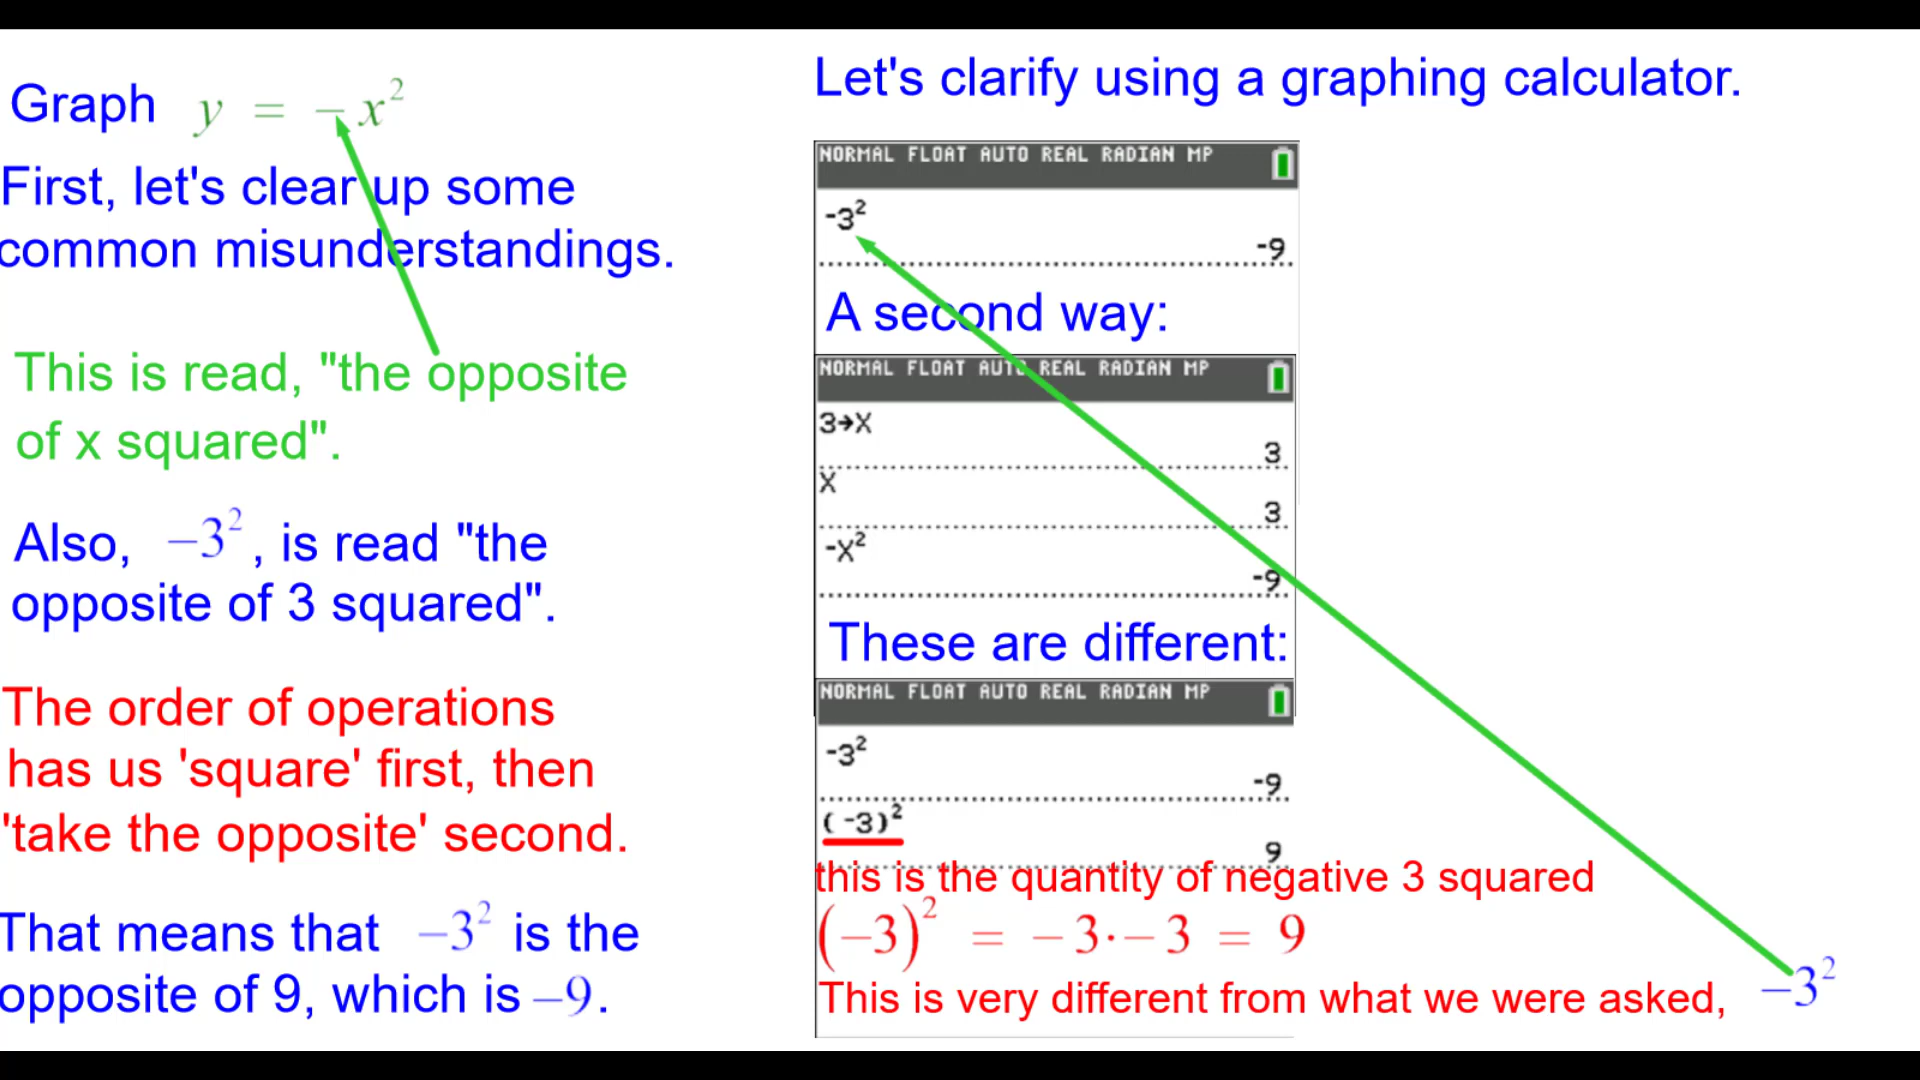 Graph y = −x²
First, let's clear up some
common misunderstandings.
This is read, "the opposite
of x squared".
Also, −3², is read "the
opposite of 3 squared".
The order of operations
has us 'square' first, then
'take the opposite' second.
That means that −3² is the
opposite of 9, which is −9.
Let's clarify using a graphing calculator.
NORMAL FLOAT AUTO REAL RADIAN MP
-3²
-9
A second way:
NORMAL FLOAT AUTO REAL RADIAN MP
3→X
3
X
3
-X²
-9
These are different:
NORMAL FLOAT AUTO REAL RADIAN MP
-3²
-9
(-3)²
9
this is the quantity of negative 3 squared
(−3)² = −3·−3 = 9
This is very different from what we were asked, −3²